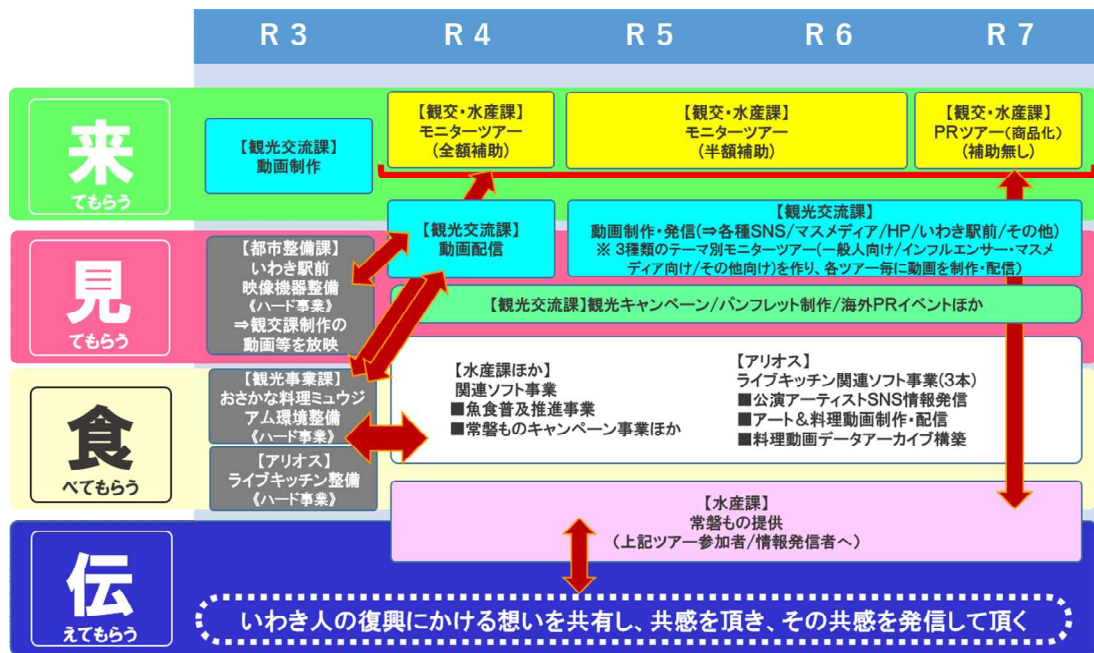 R3
R4
R5
R6
R7
来
てもらう
【観光交流課】
動画制作
【観交・水産課】
モニターツアー
(全額補助)
【観交・水産課】
モニターツアー
(半額補助)
【観交・水産課】
PRツアー(商品化)
(補助無し)
見
てもらう
【都市整備課】
いわき駅前
映像機器整備
《ハード事業》
⇒観交課制作の
動画等を放映
【観光交流課】
動画配信
【観光交流課】
動画制作・発信(⇒各種SNS/マスメディア/HP/いわき駅前/その他)
※ 3種類のテーマ別モニターツアー(一般人向け/インフルエンサー・マスメ
ディア向け/その他向け)を作り、各ツアー毎に動画を制作・配信)
【観光交流課】観光キャンペーン/パンフレット制作/海外PRイベントほか
食
べてもらう
【観光事業課】
おさかな料理ミュウジ
アム環境整備
《ハード事業》
【アリオス】
ライブキッチン整備
《ハード事業》
【水産課ほか】
関連ソフト事業
■魚食普及推進事業
■常磐ものキャンペーン事業ほか
【アリオス】
ライブキッチン関連ソフト事業(3本)
■公演アーティストSNS情報発信
■アート&料理動画制作・配信
■料理動画データアーカイブ構築
【水産課】
常磐もの提供
(上記ツアー参加者/情報発信者へ)
伝
えてもらう
いわき人の復興にかける想いを共有し、共感を頂き、その共感を発信して頂く